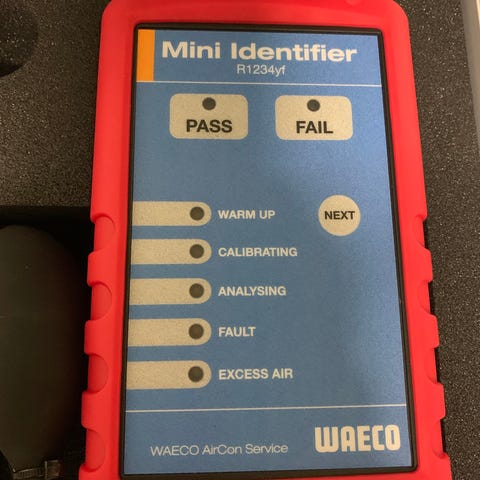 Mini Identifier
R1234yf
PASS
FAIL
WARM UP
NEXT
CALIBRATING
ANALYSING
FAULT
EXCESS AIR
WAECO AirCon Service
WAECO